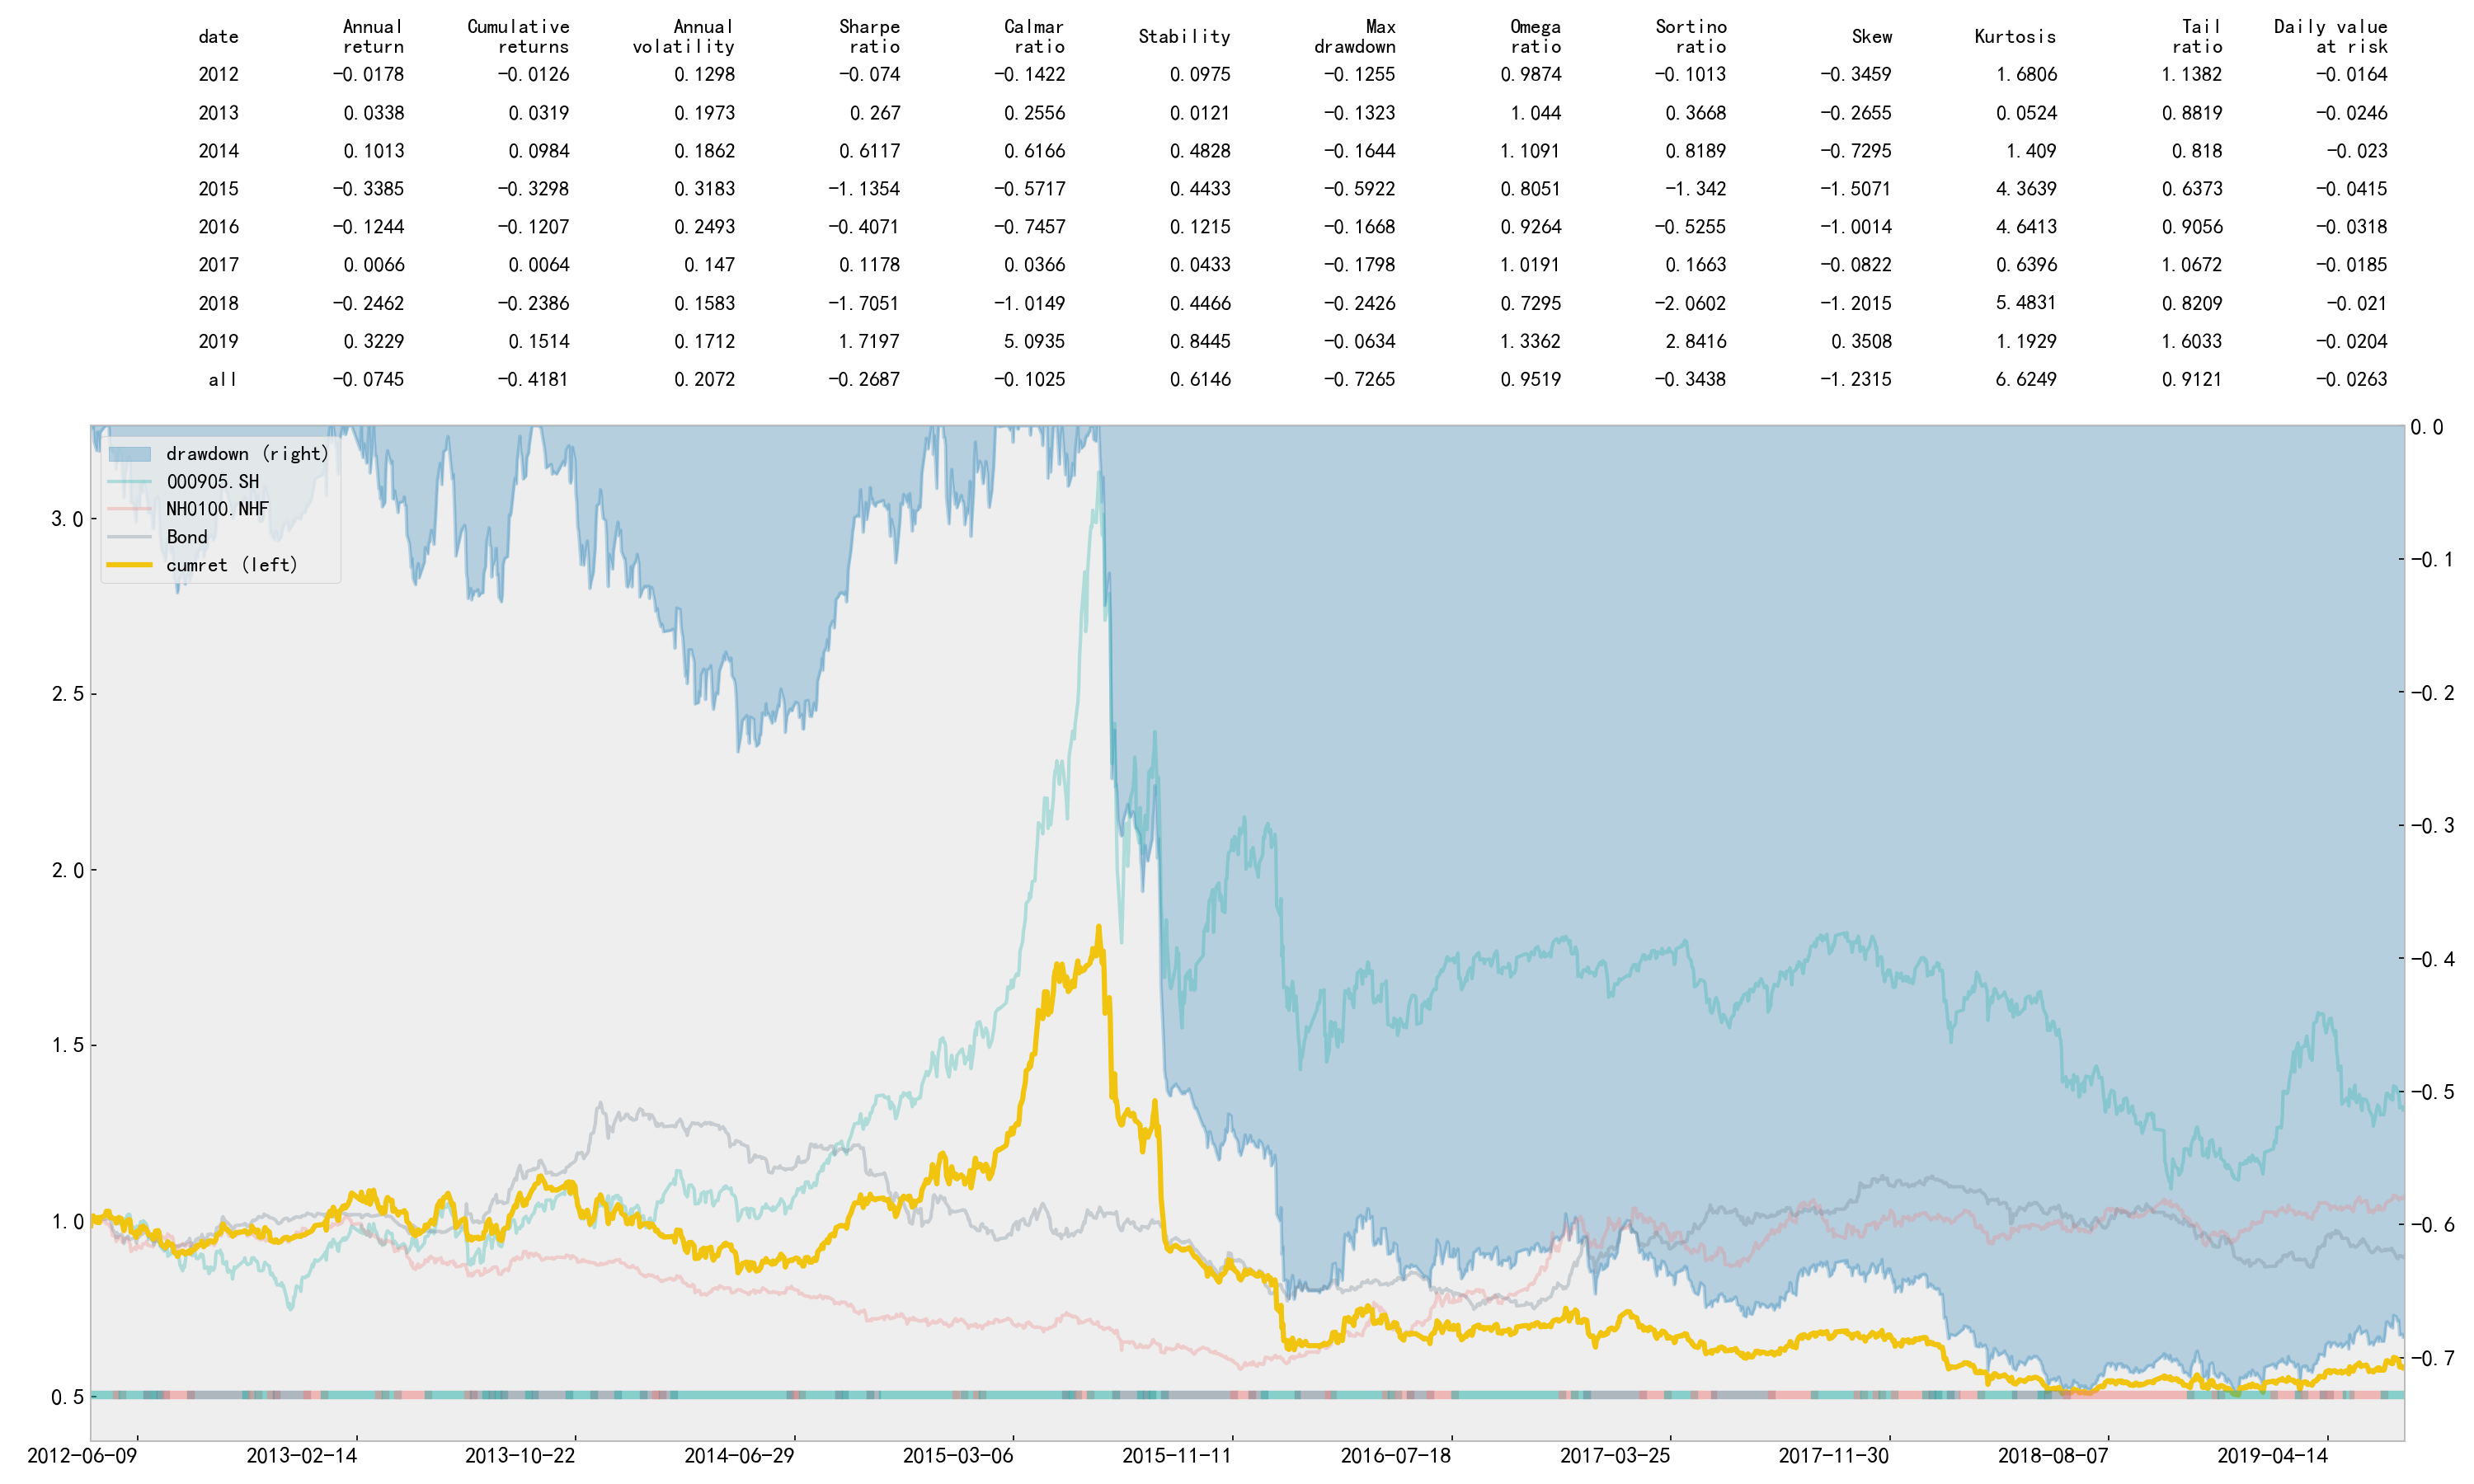 date Annual return Cumulative returns Annual volatility Sharpe ratio Calmar ratio Stability Max drawdown Omega ratio Sortino ratio Skew Kurtosis Tail ratio Daily value at risk
2012 -0.0178 -0.0126 0.1298 -0.074 -0.1422 0.0975 -0.1255 0.9874 -0.1013 -0.3459 1.6806 1.1382 -0.0164
2013 0.0338 0.0319 0.1973 0.267 0.2556 0.0121 -0.1323 1.044 0.3668 -0.2655 0.0524 0.8819 -0.0246
2014 0.1013 0.0984 0.1862 0.6117 0.6166 0.4828 -0.1644 1.1091 0.8189 -0.7295 1.409 0.818 -0.023
2015 -0.3385 -0.3298 0.3183 -1.1354 -0.5717 0.4433 -0.5922 0.8051 -1.342 -1.5071 4.3639 0.6373 -0.0415
2016 -0.1244 -0.1207 0.2493 -0.4071 -0.7457 0.1215 -0.1668 0.9264 -0.5255 -1.0014 4.6413 0.9056 -0.0318
2017 0.0066 0.0064 0.147 0.1178 0.0366 0.0433 -0.1798 1.0191 0.1663 -0.0822 0.6396 1.0672 -0.0185
2018 -0.2462 -0.2386 0.1583 -1.7051 -1.0149 0.4466 -0.2426 0.7295 -2.0602 -1.2015 5.4831 0.8209 -0.021
2019 0.3229 0.1514 0.1712 1.7197 5.0935 0.8445 -0.0634 1.3362 2.8416 0.3508 1.1929 1.6033 -0.0204
all -0.0745 -0.4181 0.2072 -0.2687 -0.1025 0.6146 -0.7265 0.9519 -0.3438 -1.2315 6.6249 0.9121 -0.0263
drawdown (right)
000905.SH
NH0100.NHF
Bond
cumret (left)
3.0
2.5
2.0
1.5
1.0
0.5
0.0
-0.1
-0.2
-0.3
-0.4
-0.5
-0.6
-0.7
2012-06-09 2013-02-14 2013-10-22 2014-06-29 2015-03-06 2015-11-11 2016-07-18 2017-03-25 2017-11-30 2018-08-07 2019-04-14